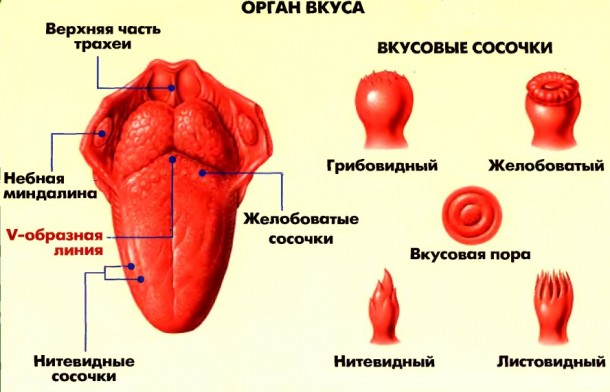 ОРГАН ВКУСА
Верхняя часть
трахеи
Небная
миндалина
V-образная
линия
Желобоватые
сосочки
Нитевидные
сосочки
ВКУСОВЫЕ СОСОЧКИ
Грибовидный
Желобоватый
Вкусовая пора
Нитевидный
Листовидный